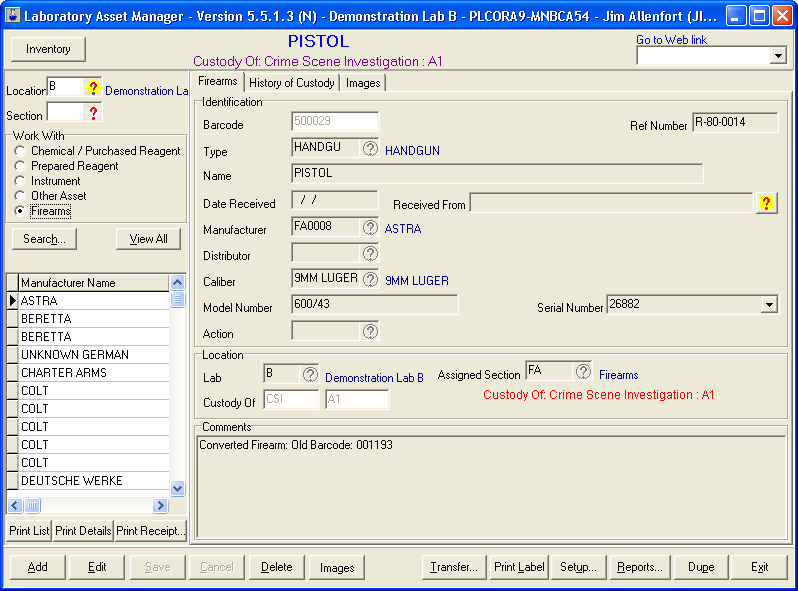 Laboratory Asset Manager - Version 5.5.1.3 (N) - Demonstration Lab B - PLCORA9-MNBCA54 - Jim Allenfort (JI...
Inventory
PISTOL
Custody Of: Crime Scene Investigation : A1
Go to Web link
Location B ? Demonstration La
Section ?
Work With
Chemical / Purchased Reagent
Prepared Reagent
Instrument
Other Asset
Firearms
Search... View All
Manufacturer Name
ASTRA
BERETTA
BERETTA
UNKNOWN GERMAN
CHARTER ARMS
COLT
COLT
COLT
COLT
COLT
DEUTSCHE WERKE
Print List Print Details Print Receipt...
Firearms History of Custody Images
Identification
Barcode 500029 Ref Number R-80-0014
Type HANDGU ? HANDGUN
Name PISTOL
Date Received / / Received From ?
Manufacturer FA0008 ? ASTRA
Distributor ?
Caliber 9MM LUGER ? 9MM LUGER
Model Number 600/43 Serial Number 26882
Action ?
Location
Lab B ? Demonstration Lab B Assigned Section FA ? Firearms
Custody Of CSI A1 Custody Of: Crime Scene Investigation : A1
Comments
Converted Firearm: Old Barcode: 001193
Add Edit Save Cancel Delete Images Transfer... Print Label Setup... Reports... Dupe Exit